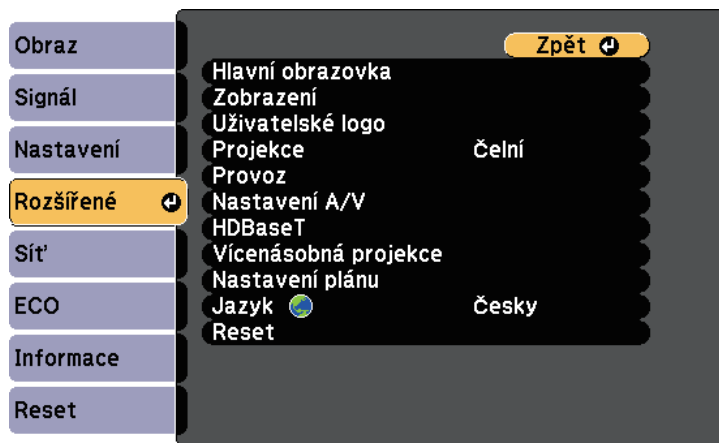 Obraz
Signál
Nastavení
Rozšířené
Síť
ECO
Informace
Reset
Zpět
Hlavní obrazovka
Zobrazení
Uživatelské logo
Projekce Čelní
Provoz
Nastavení A/V
HDBaseT
Vícenásobná projekce
Nastavení plánu
Jazyk Česky
Reset